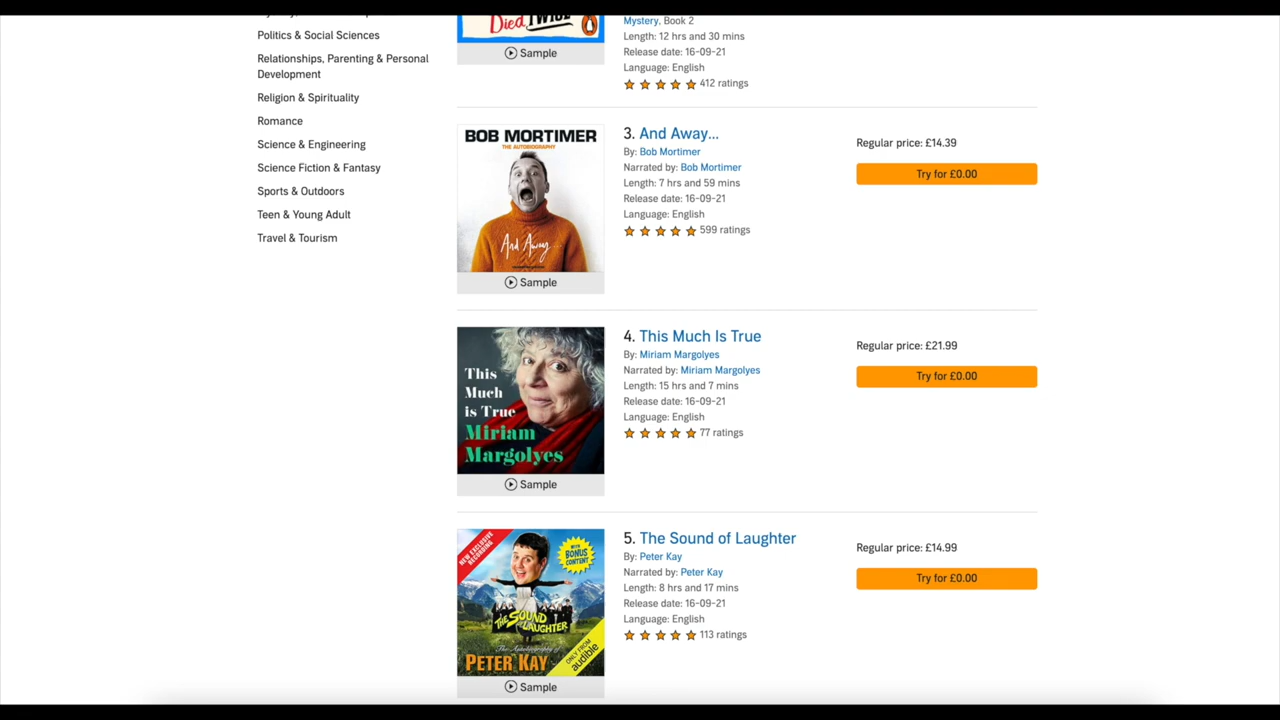 Politics & Social Sciences
Relationships, Parenting & Personal
Development
Religion & Spirituality
Romance
Science & Engineering
Science Fiction & Fantasy
Sports & Outdoors
Teen & Young Adult
Travel & Tourism
Died TWICE
Sample
Mystery, Book 2
Length: 12 hrs and 30 mins
Release date: 16-09-21
Language: English
412 ratings
BOB MORTIMER
THE AUTOBIOGRAPHY
And Away...
Sample
3. And Away...
By: Bob Mortimer
Narrated by: Bob Mortimer
Length: 7 hrs and 59 mins
Release date: 16-09-21
Language: English
599 ratings
Regular price: £14.39
Try for £0.00
This
Much
is True
Miriam
Margolyes
Sample
4. This Much Is True
By: Miriam Margolyes
Narrated by: Miriam Margolyes
Length: 15 hrs and 7 mins
Release date: 16-09-21
Language: English
77 ratings
Regular price: £21.99
Try for £0.00
NEW EXCLUSIVE
RECORDING
WITH
BONUS
CONTENT
THE SOUND
OF LAUGHTER
The Autobiography of
PETER KAY
ONLY FROM
audible
Sample
5. The Sound of Laughter
By: Peter Kay
Narrated by: Peter Kay
Length: 8 hrs and 17 mins
Release date: 16-09-21
Language: English
113 ratings
Regular price: £14.99
Try for £0.00